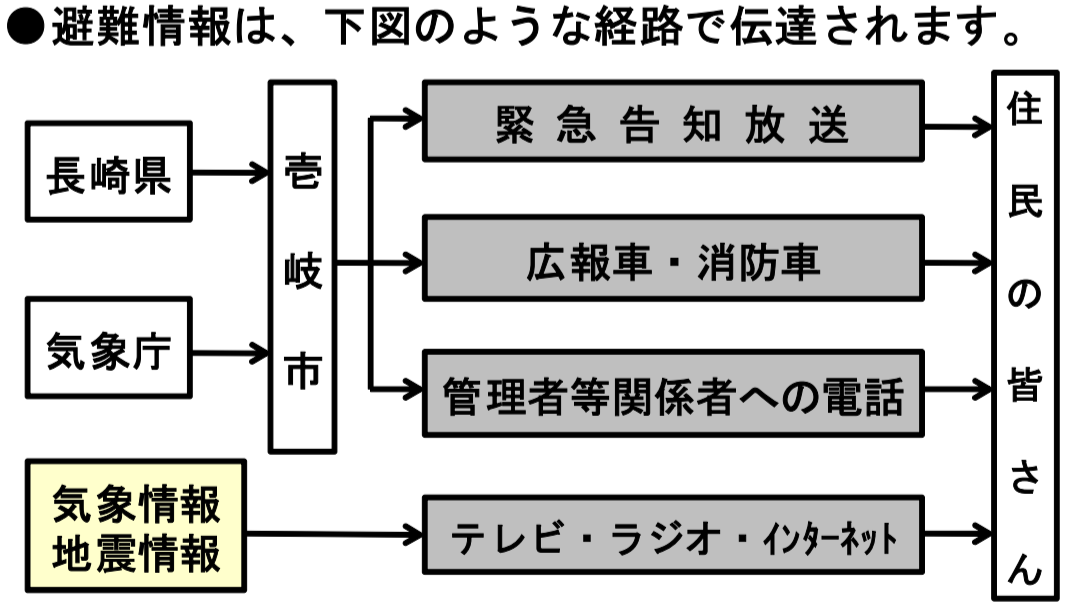 ●避難情報は、下図のような経路で伝達されます。
長崎県
気象庁
壱岐市
緊急告知放送
広報車・消防車
管理者等関係者への電話
気象情報
地震情報
テレビ・ラジオ・ｲﾝﾀｰﾈｯﾄ
住民の皆さん